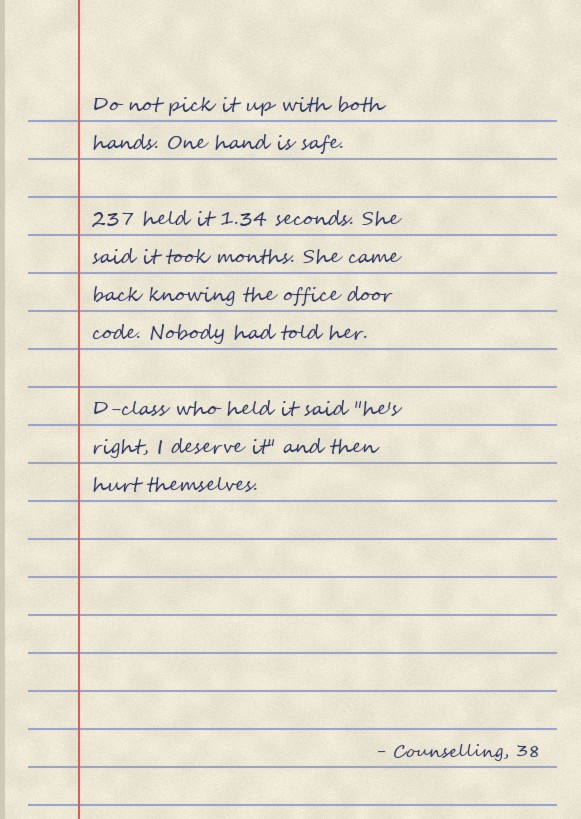 Do not pick it up with both
hands. One hand is safe.
237 held it 1.34 seconds. She
said it took months. She came
back knowing the office door
code. Nobody had told her.
D-class who held it said "he's
right, I deserve it" and then
hurt themselves.
- Counselling, 38